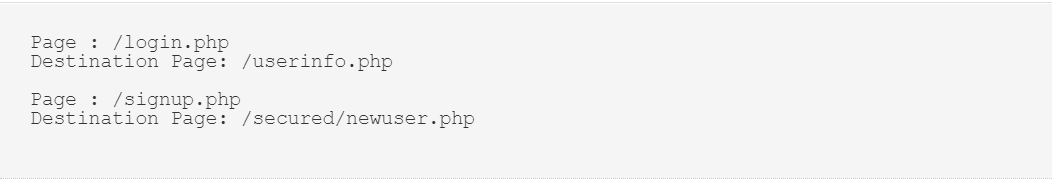 Page : /login.php
Destination Page: /userinfo.php
Page : /signup.php
Destination Page: /secured/newuser.php